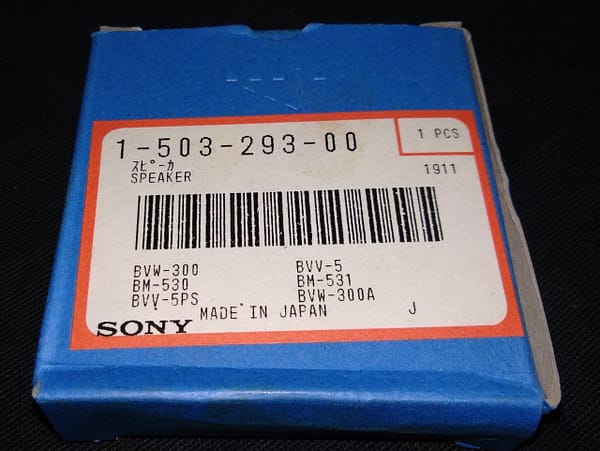 1-503-293-00
1 PCS
スピーカ
SPEAKER
1911
BVW-300 BVV-5
BM-530 BM-531
BVV-5PS BVW-300A
MADE IN JAPAN J
SONY